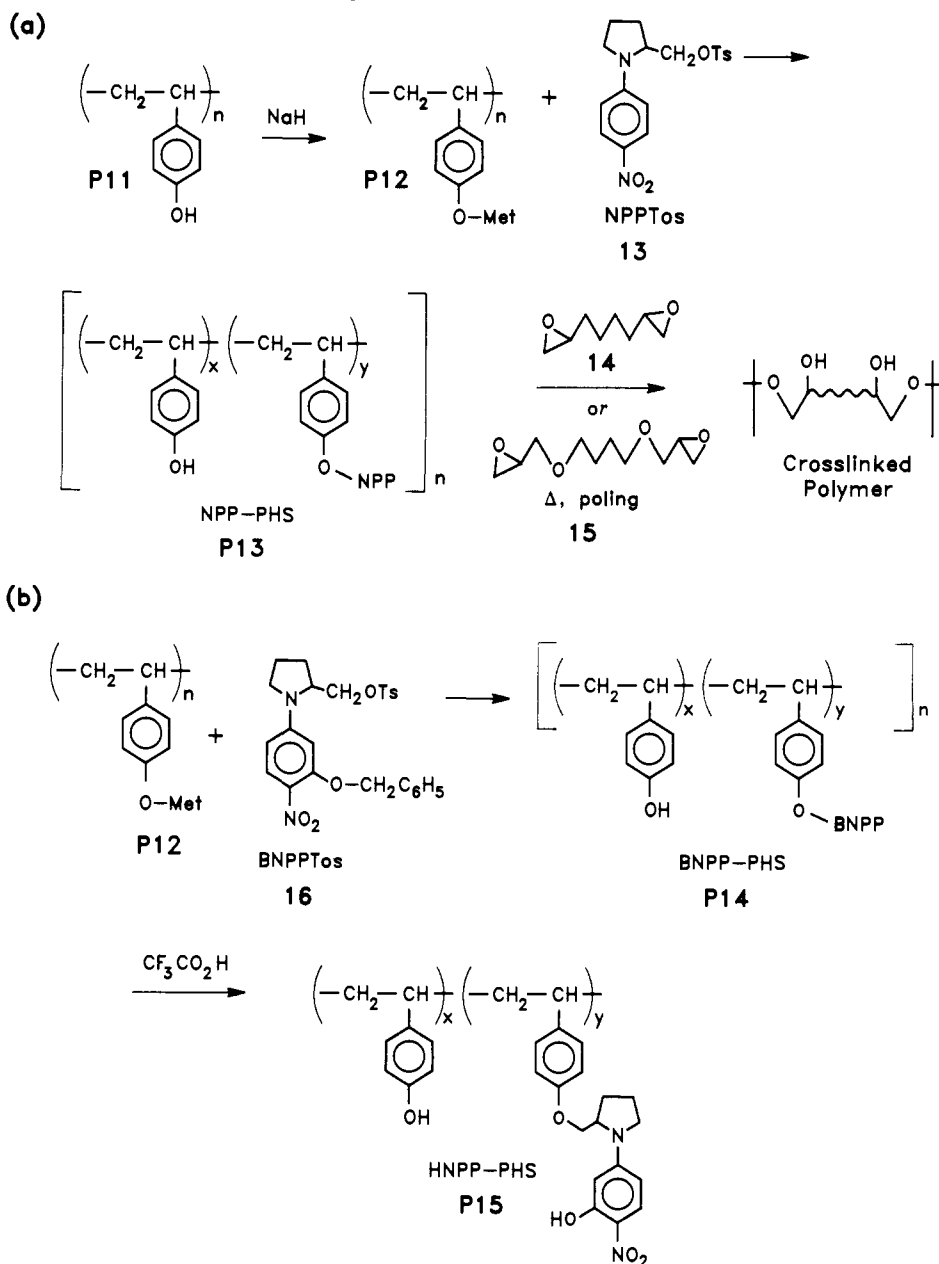 (a)
(—CH2—CH—)n
P11
OH
NaH
(—CH2—CH—)n
P12
O—Met
+
N
CH2OTs
NO2
NPPTos
13
(—CH2—CH—)x (—CH2—CH—)y n
OH
O
NPP
NPP—PHS
P13
O O
14
or
O O O O
Δ, poling
15
OH OH
O O
Crosslinked
Polymer
(b)
(—CH2—CH—)n
O—Met
P12
+
N
CH2OTs
O—CH2C6H5
NO2
BNPPTos
16
(—CH2—CH—)x (—CH2—CH—)y n
OH
O
BNPP
BNPP—PHS
P14
CF3CO2H
(—CH2—CH—)x (—CH2—CH—)y
OH
O
N
HO
NO2
HNPP—PHS
P15